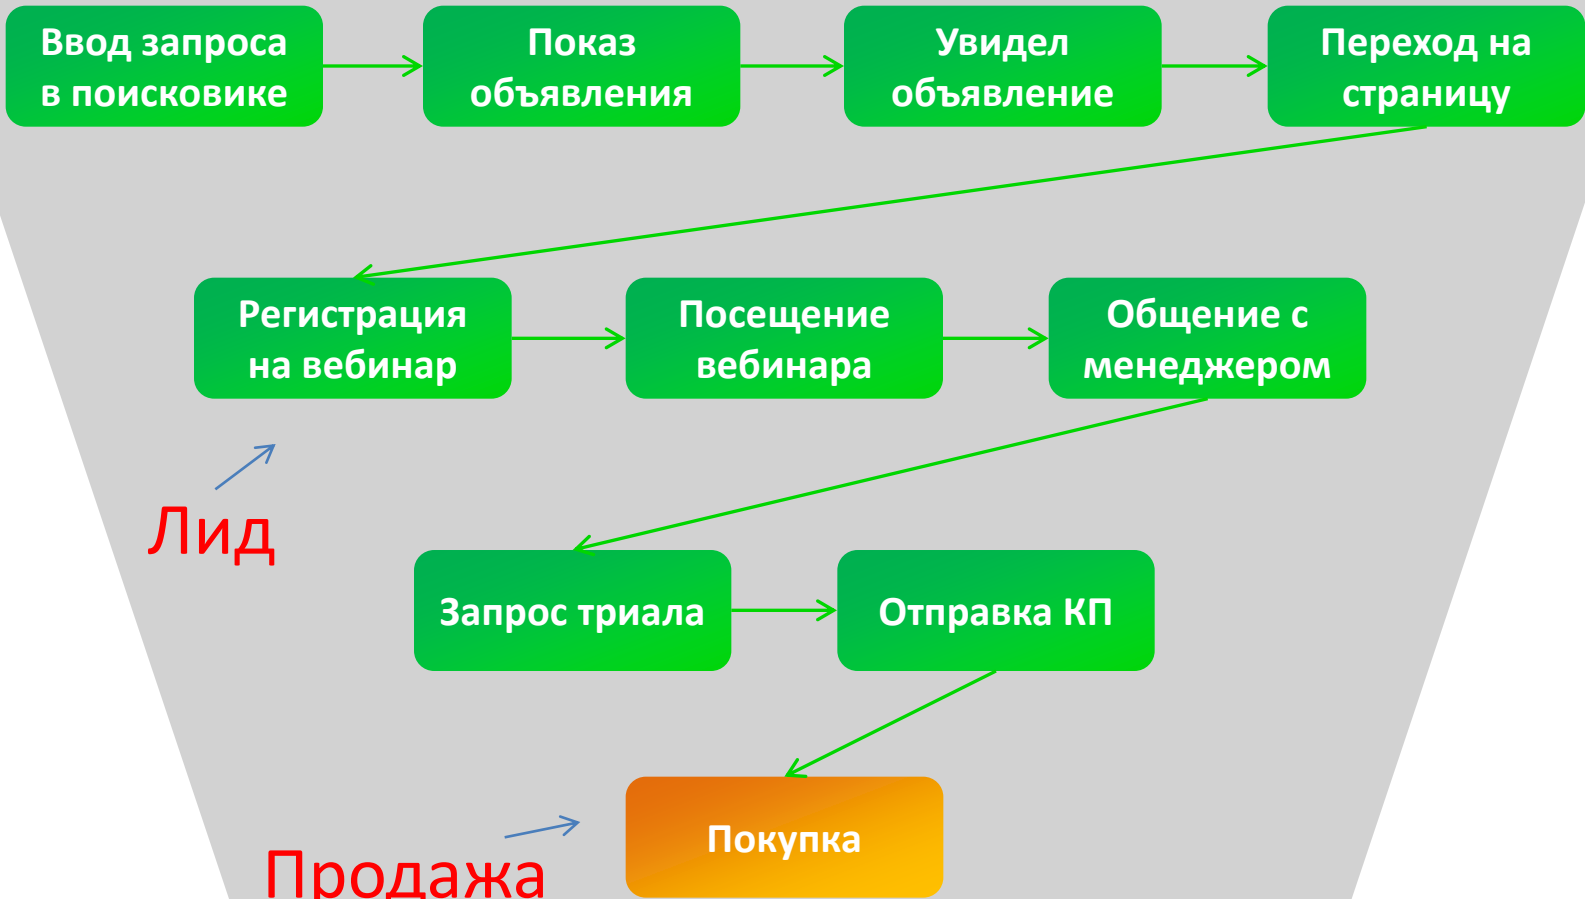 Ввод запроса
в поисковике
Показ
объявления
Увидел
объявление
Переход на
страницу
Регистрация
на вебинар
Посещение
вебинара
Общение с
менеджером
Лид
Запрос триала
Отправка КП
Покупка
Продажа